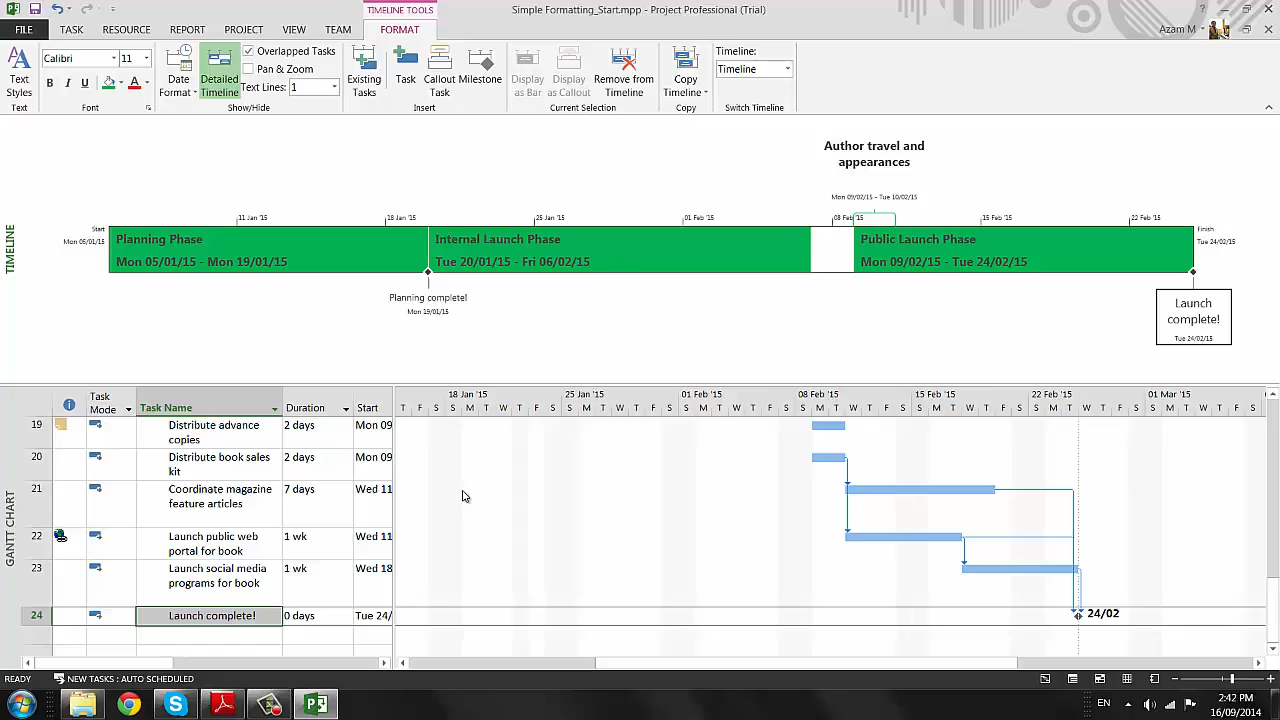 TIMELINE TOOLS
Simple Formatting_Start.mpp - Project Professional (Trial)
FILE TASK RESOURCE REPORT PROJECT VIEW TEAM FORMAT
Azam M
Text Styles
Calibri 11
B I U A
Date Format
Detailed Timeline
Overlapped Tasks
Pan & Zoom
Text Lines: 1
Existing Tasks
Task
Callout Task
Milestone
Display as Bar
Display as Callout
Remove from Timeline
Copy Timeline
Timeline:
Timeline
Text Font Show/Hide Insert Current Selection Copy Switch Timeline
TIMELINE
Author travel and
appearances
Mon 09/02/15 - Tue 10/02/15
11 Jan '15 18 Jan '15 25 Jan '15 01 Feb '15 08 Feb '15 15 Feb '15 22 Feb '15
Start
Mon 05/01/15
Planning Phase
Mon 05/01/15 - Mon 19/01/15
Internal Launch Phase
Tue 20/01/15 - Fri 06/02/15
Public Launch Phase
Mon 09/02/15 - Tue 24/02/15
Finish
Tue 24/02/15
Planning complete!
Mon 19/01/15
Launch
complete!
Tue 24/02/15
GANTT CHART
Task Mode Task Name Duration Start
18 Jan '15 25 Jan '15 01 Feb '15 08 Feb '15 15 Feb '15 22 Feb '15 01 Mar '15
T F S S M T W T F S S M T W T F S S M T W T F S S M T W T F S S M T W T F S S M T W T F S S M T W T F S
19 Distribute advance copies 2 days Mon 09
20 Distribute book sales kit 2 days Mon 09
21 Coordinate magazine feature articles 7 days Wed 11
22 Launch public web portal for book 1 wk Wed 11
23 Launch social media programs for book 1 wk Wed 18
24 Launch complete! 0 days Tue 24/
24/02
READY NEW TASKS : AUTO SCHEDULED
EN
2:42 PM
16/09/2014